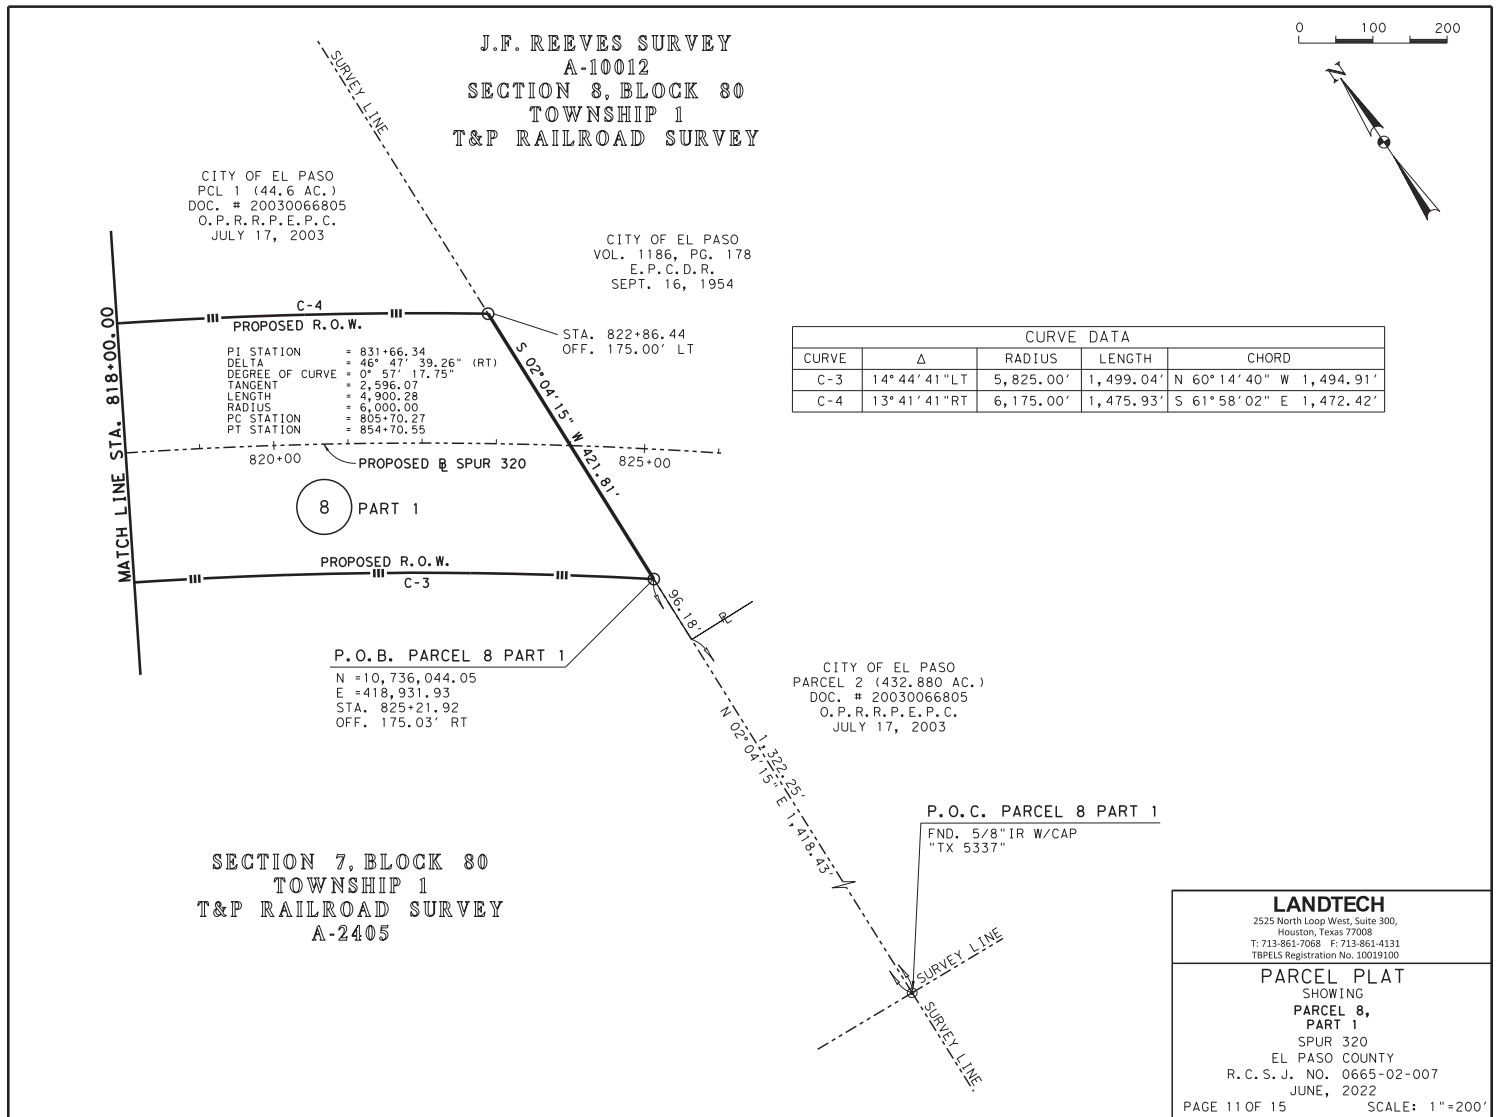 J.F. REEVES SURVEY
A-10012
SECTION 8, BLOCK 80
TOWNSHIP 1
T&P RAILROAD SURVEY
0 100 200
N
SURVEY LINE
CITY OF EL PASO
PCL 1 (44.6 AC.)
DOC. # 20030066805
O.P.R.R.P.E.P.C.
JULY 17, 2003
CITY OF EL PASO
VOL. 1186, PG. 178
E.P.C.D.R.
SEPT. 16, 1954
MATCH LINE STA. 818+00.00
C-4
PROPOSED R.O.W.
STA. 822+86.44
OFF. 175.00' LT
PI STATION = 831+66.34
DELTA = 46° 47' 39.26" (RT)
DEGREE OF CURVE = 0° 57' 17.75"
TANGENT = 2,596.07
LENGTH = 4,900.28
RADIUS = 6,000.00
PC STATION = 805+70.27
PT STATION = 854+70.55
S 02°04'15" W 421.81'
CURVE DATA
CURVE Δ RADIUS LENGTH CHORD
C-3 14°44'41"LT 5,825.00' 1,499.04' N 60°14'40" W 1,494.91'
C-4 13°41'41"RT 6,175.00' 1,475.93' S 61°58'02" E 1,472.42'
820+00
PROPOSED ℄ SPUR 320
825+00
8 PART 1
PROPOSED R.O.W.
C-3
96.18'
P.O.B. PARCEL 8 PART 1
N =10,736,044.05
E =418,931.93
STA. 825+21.92
OFF. 175.03' RT
CITY OF EL PASO
PARCEL 2 (432.880 AC.)
DOC. # 20030066805
O.P.R.R.P.E.P.C.
JULY 17, 2003
1,322.25'
N 02°04'15" E 1,418.43'
P.O.C. PARCEL 8 PART 1
FND. 5/8"IR W/CAP
"TX 5337"
SECTION 7, BLOCK 80
TOWNSHIP 1
T&P RAILROAD SURVEY
A-2405
SURVEY LINE
SURVEY LINE
LANDTECH
2525 North Loop West, Suite 300,
Houston, Texas 77008
T: 713-861-7068 F: 713-861-4131
TBPELS Registration No. 10019100
PARCEL PLAT
SHOWING
PARCEL 8,
PART 1
SPUR 320
EL PASO COUNTY
R.C.S.J. NO. 0665-02-007
JUNE, 2022
PAGE 11 OF 15 SCALE: 1"=200'